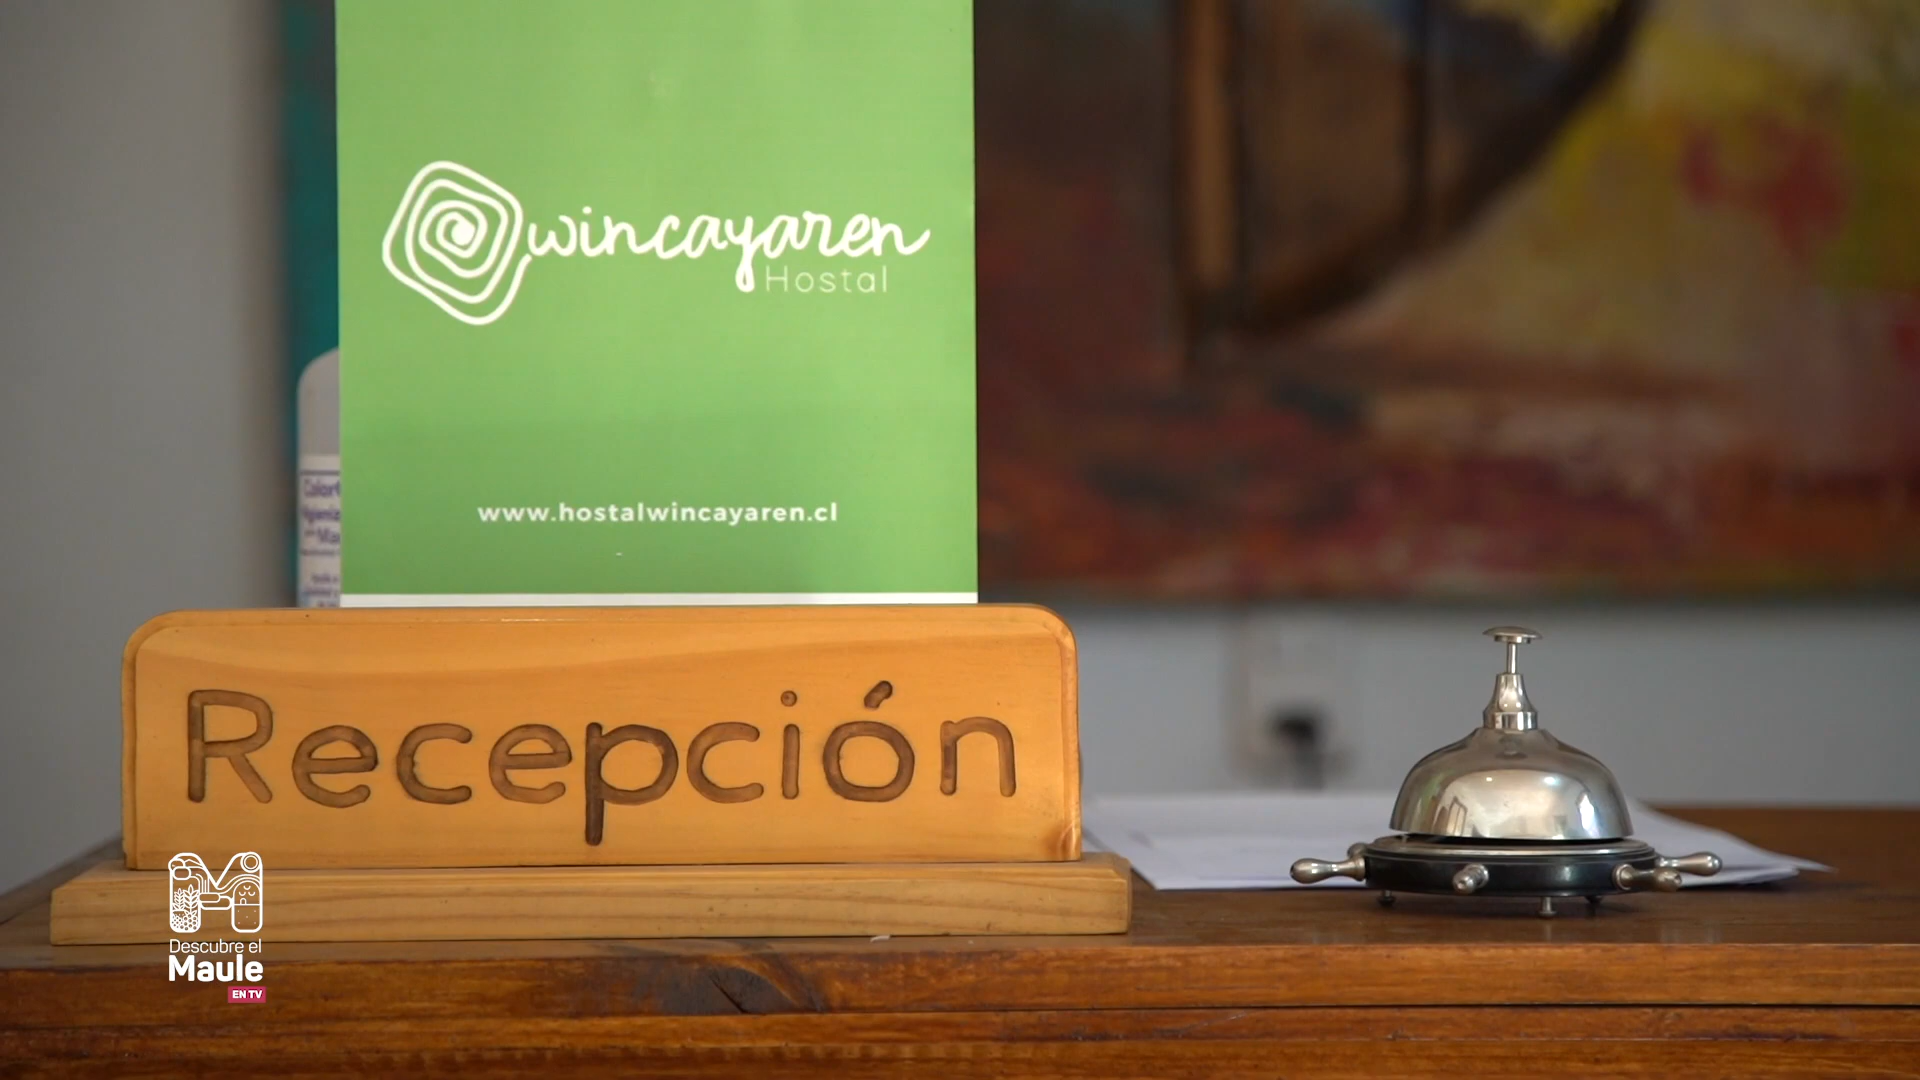 wincayaren
Hostal
www.hostalwincayaren.cl
Recepción
Descubre el
Maule
EN TV